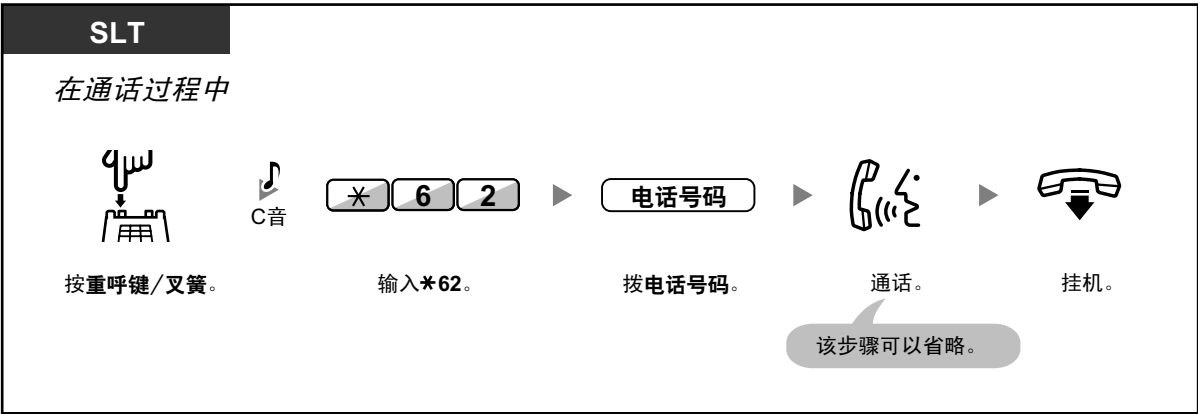 SLT
在通话过程中
C音
* 6 2
电话号码
按重呼键/叉簧。
输入*62。
拨电话号码。
通话。
挂机。
该步骤可以省略。